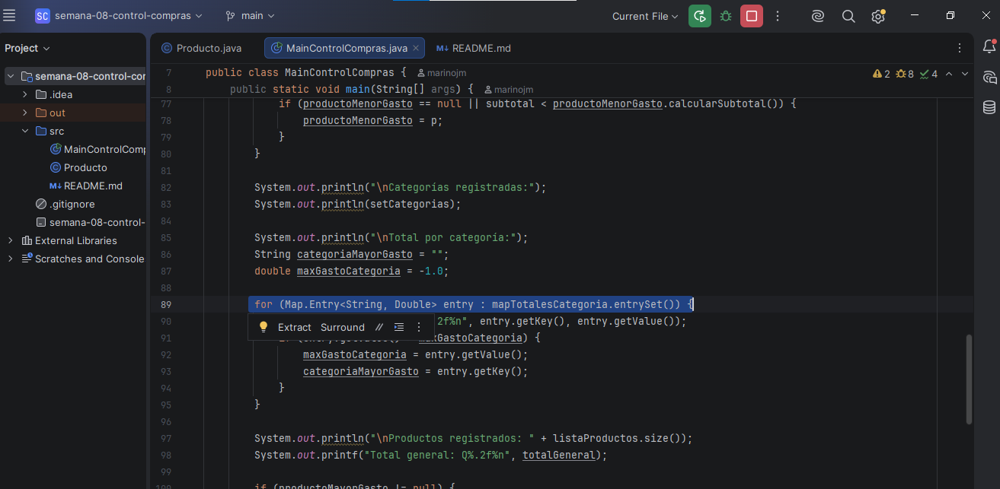 SC semana-08-control-compras main Current File
Project
Producto.java MainControlCompras.java README.md
semana-08-control-cor
.idea
out
src
MainControlComp
Producto
README.md
.gitignore
semana-08-control-
External Libraries
Scratches and Console
2 8 4
7 public class MainControlCompras { marinojm
8 public static void main(String[] args) { marinojm
77 if (productoMenorGasto == null || subtotal < productoMenorGasto.calcularSubtotal()) {
78 productoMenorGasto = p;
79 }
80 }
81
82 System.out.println("\nCategorías registradas:");
83 System.out.println(setCategorias);
84
85 System.out.println("\nTotal por categoría:");
86 String categoriaMayorGasto = "";
87 double maxGastoCategoria = -1.0;
88
89 for (Map.Entry<String, Double> entry : mapTotalesCategoria.entrySet()) {
90 2f%n", entry.getKey(), entry.getValue());
Extract Surround //
91 GastoCategoria) {
92 maxGastoCategoria = entry.getValue();
93 categoriaMayorGasto = entry.getKey();
94 }
95 }
96
97 System.out.println("\nProductos registrados: " + listaProductos.size());
98 System.out.printf("Total general: Q%.2f%n", totalGeneral);
99
100 if (productoMayorGasto != null) {